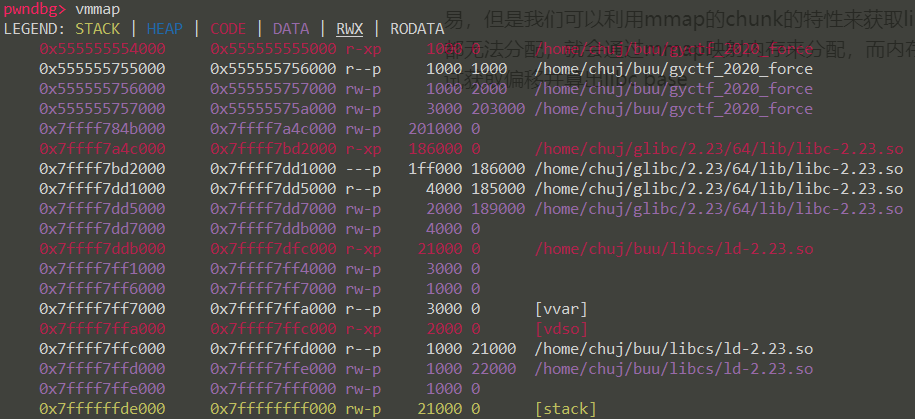 pwndbg> vmmap
LEGEND: STACK | HEAP | CODE | DATA | RWX | RODATA
0x555555554000 0x555555555000 r-xp 1000 0 /home/chuj/buu/gyctf_2020_force
0x555555755000 0x555555756000 r--p 1000 1000 /home/chuj/buu/gyctf_2020_force
0x555555756000 0x555555757000 rw-p 1000 2000 /home/chuj/buu/gyctf_2020_force
0x555555757000 0x55555575a000 rw-p 3000 203000 /home/chuj/buu/gyctf_2020_force
0x7ffff784b000 0x7ffff7a4c000 rw-p 201000 0
0x7ffff7a4c000 0x7ffff7bd2000 r-xp 186000 0 /home/chuj/glibc/2.23/64/lib/libc-2.23.so
0x7ffff7bd2000 0x7ffff7dd1000 ---p 1ff000 186000 /home/chuj/glibc/2.23/64/lib/libc-2.23.so
0x7ffff7dd1000 0x7ffff7dd5000 r--p 4000 185000 /home/chuj/glibc/2.23/64/lib/libc-2.23.so
0x7ffff7dd5000 0x7ffff7dd7000 rw-p 2000 189000 /home/chuj/glibc/2.23/64/lib/libc-2.23.so
0x7ffff7dd7000 0x7ffff7ddb000 rw-p 4000 0
0x7ffff7ddb000 0x7ffff7dfc000 r-xp 21000 0 /home/chuj/buu/libcs/ld-2.23.so
0x7ffff7ff1000 0x7ffff7ff4000 rw-p 3000 0
0x7ffff7ff6000 0x7ffff7ff7000 rw-p 1000 0
0x7ffff7ff7000 0x7ffff7ffa000 r--p 3000 0 [vvar]
0x7ffff7ffa000 0x7ffff7ffc000 r-xp 2000 0 [vdso]
0x7ffff7ffc000 0x7ffff7ffd000 r--p 1000 21000 /home/chuj/buu/libcs/ld-2.23.so
0x7ffff7ffd000 0x7ffff7ffe000 rw-p 1000 22000 /home/chuj/buu/libcs/ld-2.23.so
0x7ffff7ffe000 0x7ffff7fff000 rw-p 1000 0
0x7ffffffde000 0x7ffffffff000 rw-p 21000 0 [stack]
易，但是我们可以利用mmap的chunk的特性来获取li
都无法分配，就会通过mmap映射内存来分配，而内存